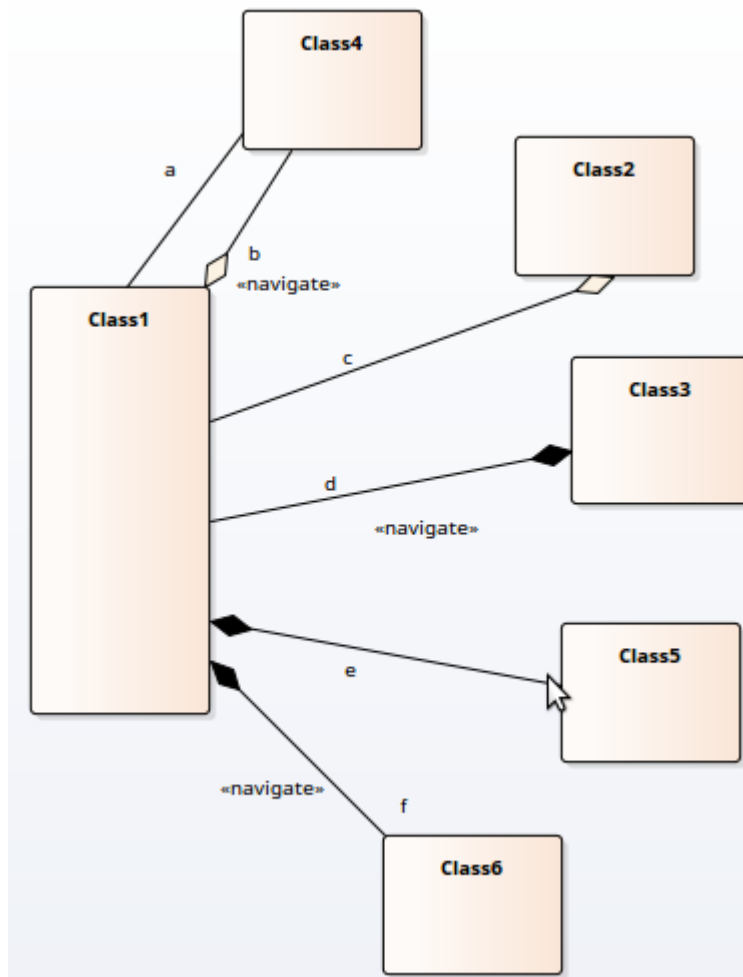 Class4
a
Class2
b
«navigate»
Class1
c
Class3
d
«navigate»
Class5
e
«navigate»
f
Class6